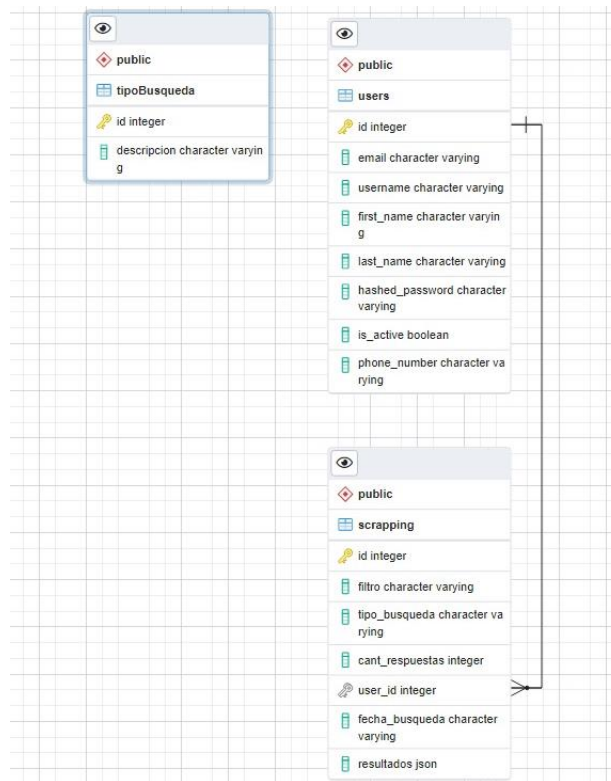 public
tipoBusqueda
id integer
descripcion character varyin
g
public
users
id integer
email character varying
username character varying
first_name character varyin
g
last_name character varying
hashed_password character
varying
is_active boolean
phone_number character va
rying
public
scrapping
id integer
filtro character varying
tipo_busqueda character va
rying
cant_respuestas integer
user_id integer
fecha_busqueda character
varying
resultados json